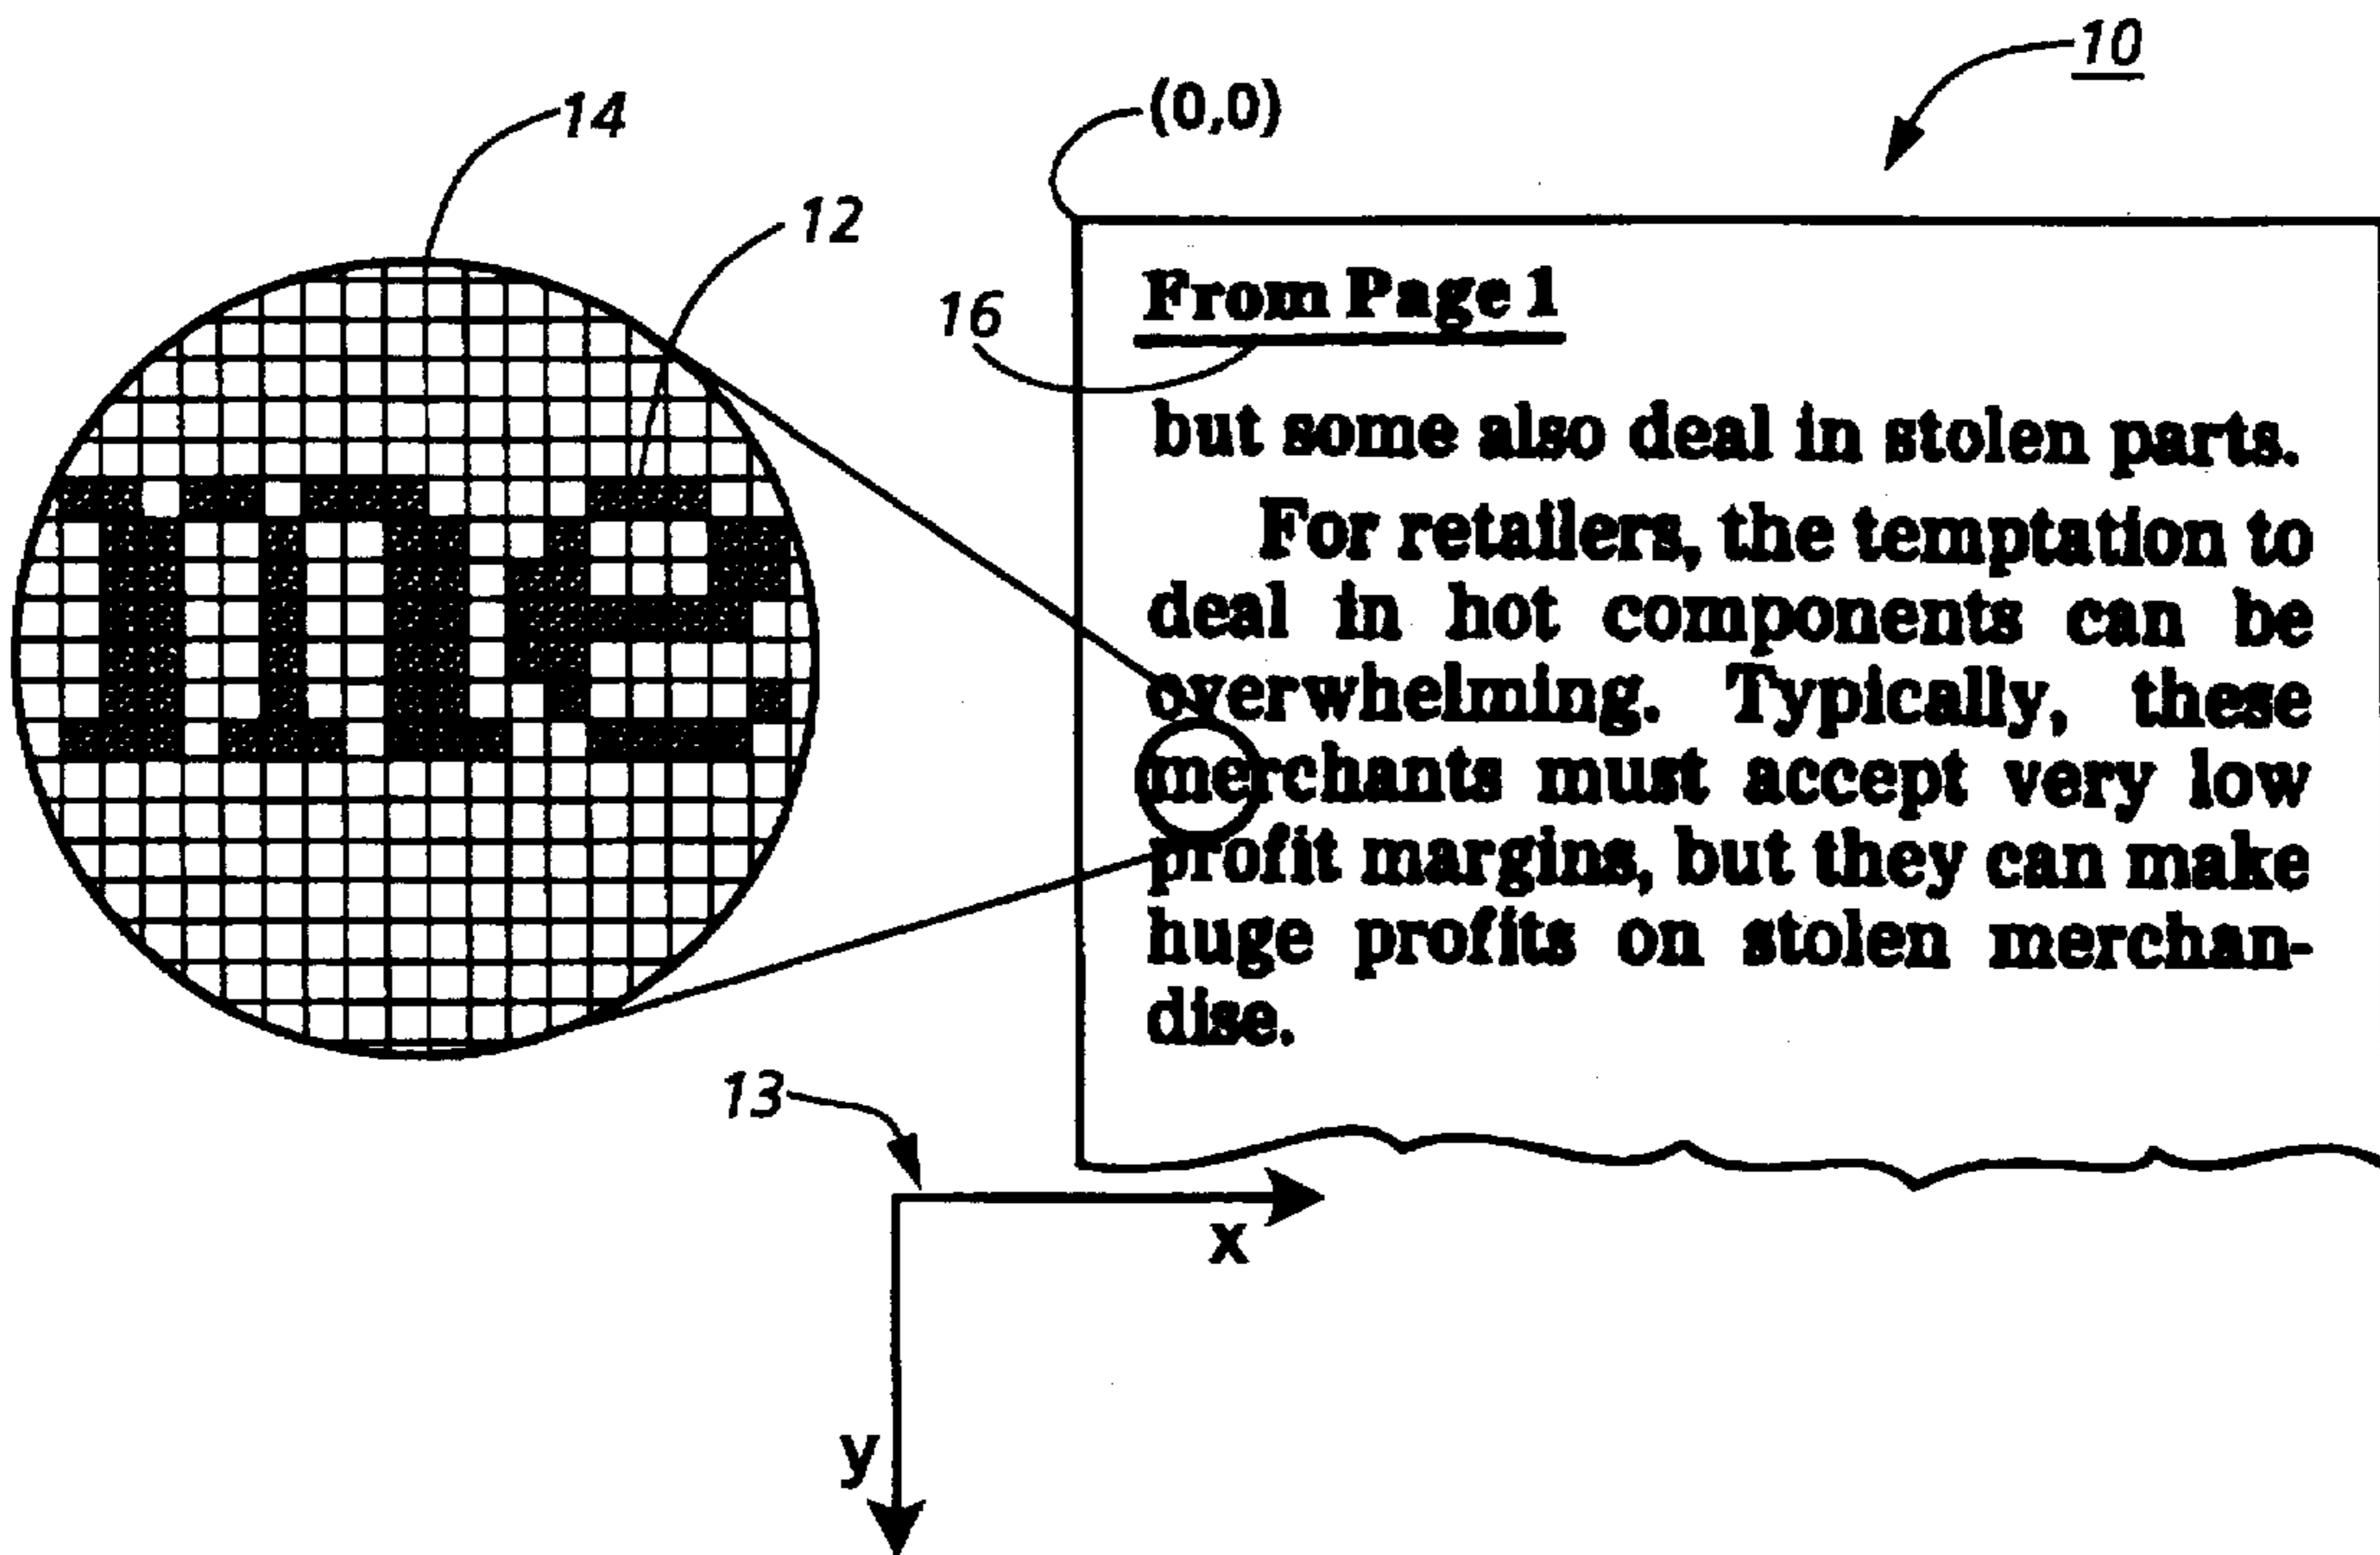 10
(0,0)
14
12
16
From Page 1
but some also deal in stolen parts.
For retailers, the temptation to
deal in hot components can be
overwhelming. Typically, these
merchants must accept very low
profit margins, but they can make
huge profits on stolen merchan-
dise.
13
x
y